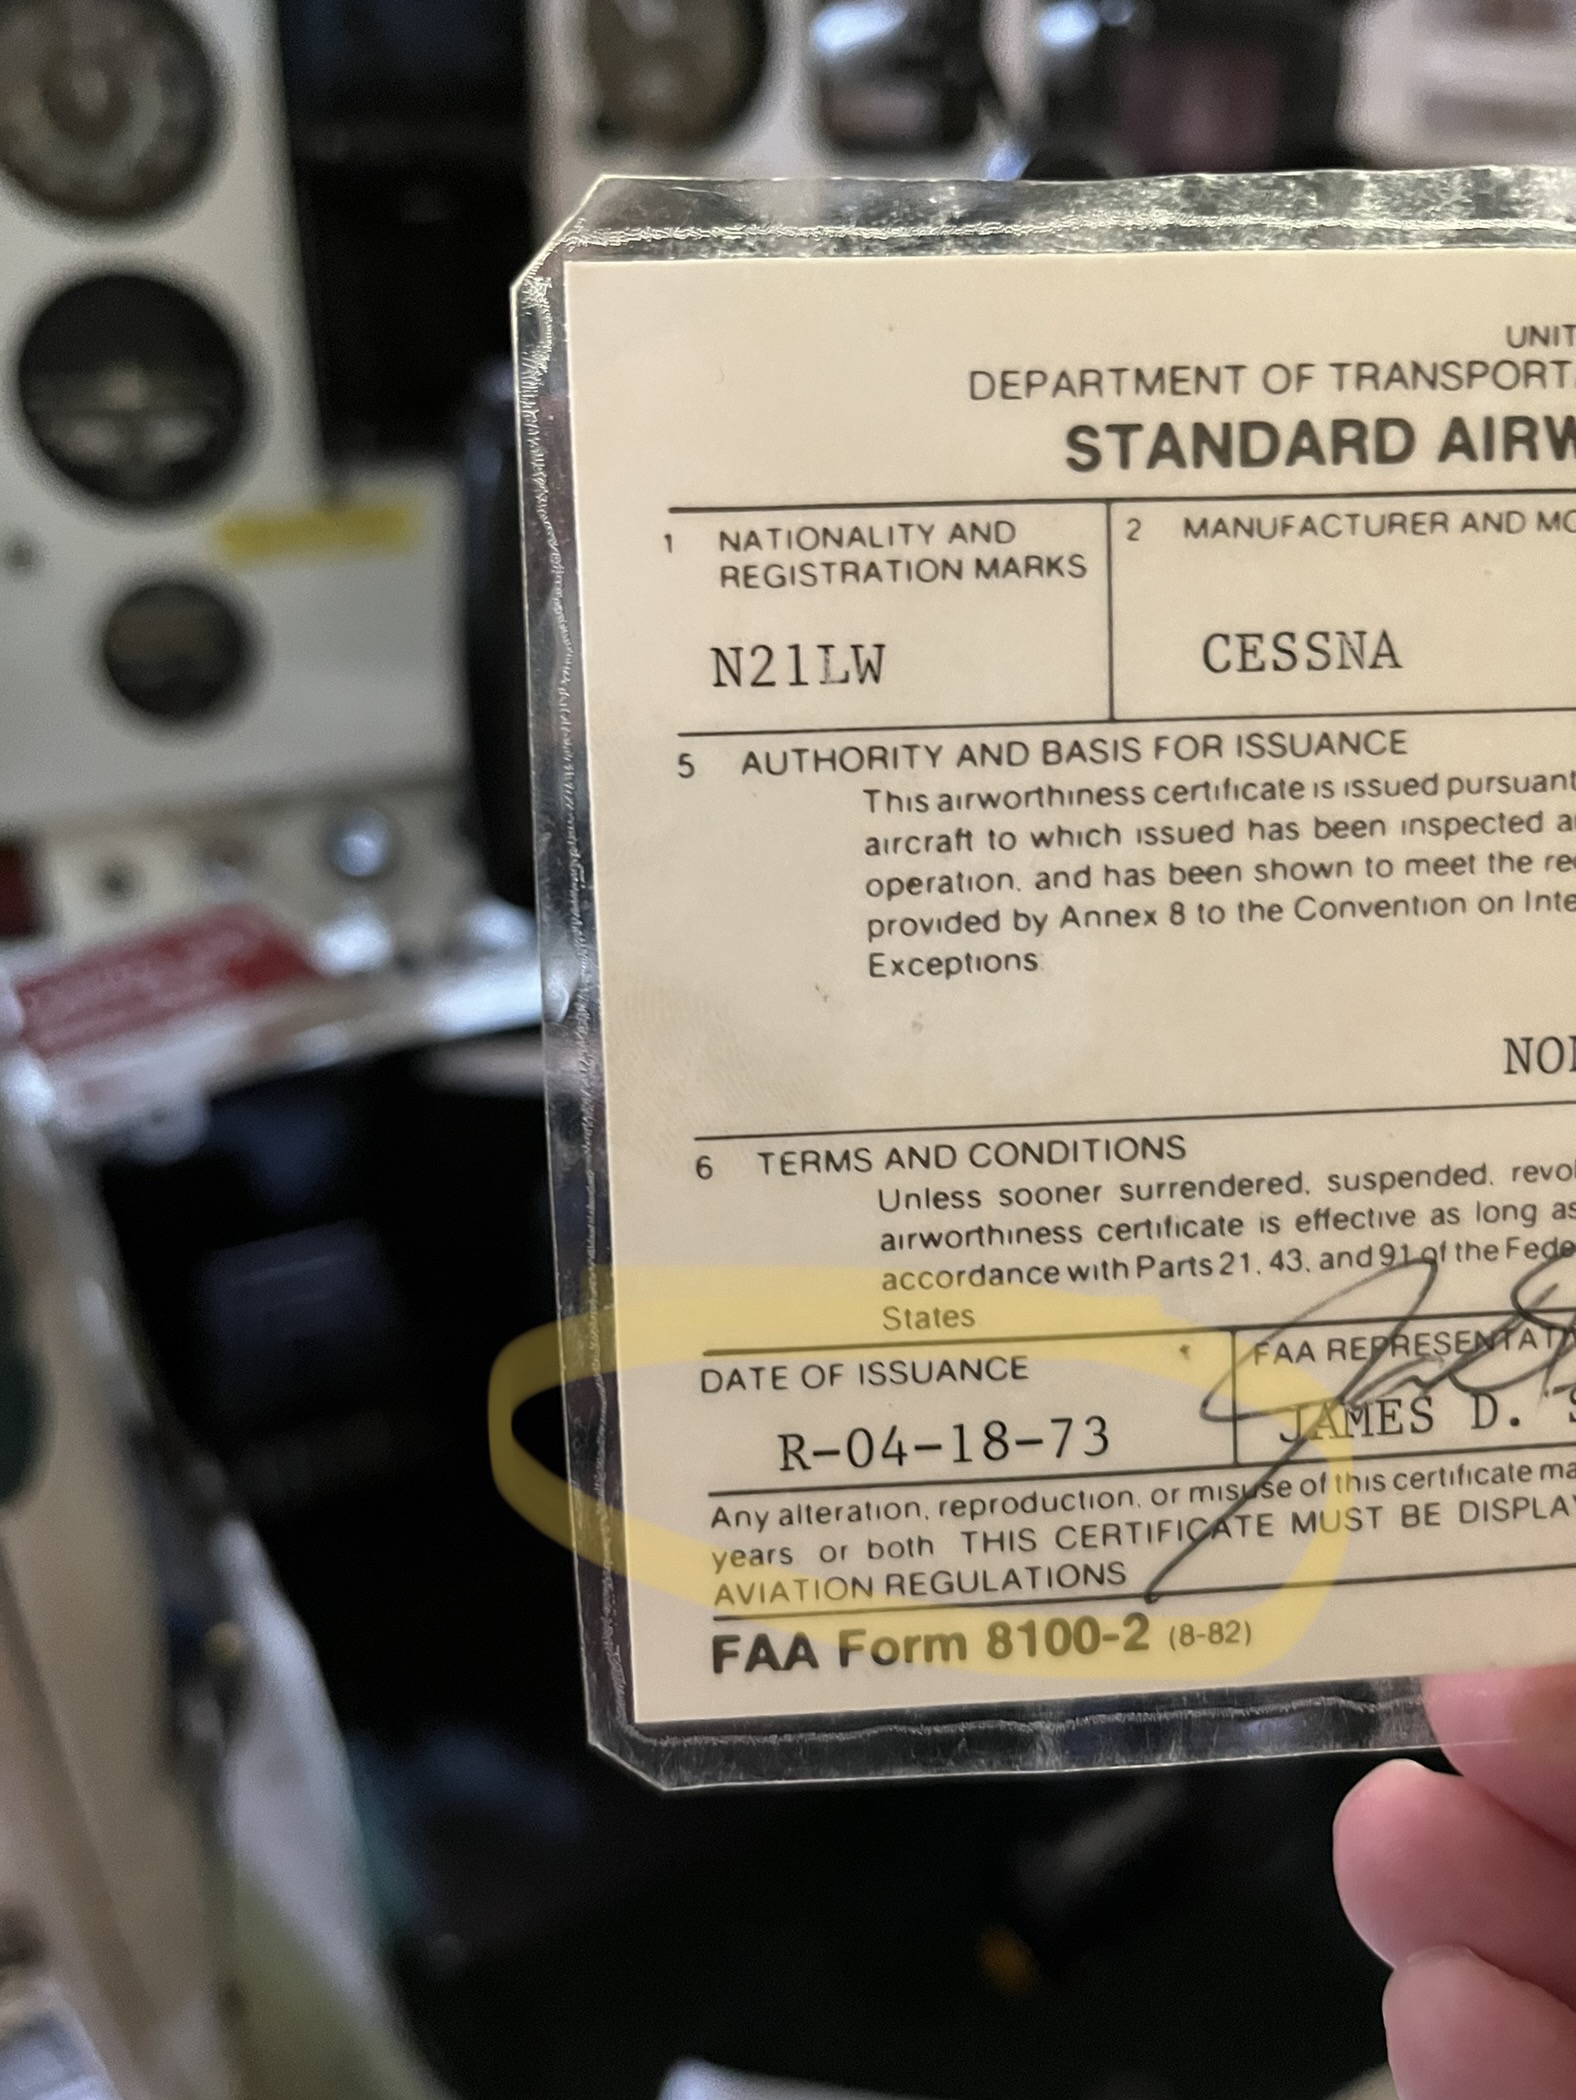 UNIT
DEPARTMENT OF TRANSPORTA
STANDARD AIRW
1 NATIONALITY AND REGISTRATION MARKS
N21LW
2 MANUFACTURER AND MO
CESSNA
5 AUTHORITY AND BASIS FOR ISSUANCE
This airworthiness certificate is issued pursuant
aircraft to which issued has been inspected a
operation, and has been shown to meet the re
provided by Annex 8 to the Convention on Inte
Exceptions:
NON
6 TERMS AND CONDITIONS
Unless sooner surrendered, suspended, revo
airworthiness certificate is effective as long as
accordance with Parts 21, 43, and 91 of the Fede
States
DATE OF ISSUANCE
R-04-18-73
FAA REPRESENTAT
JAMES D. S
Any alteration, reproduction, or misuse of this certificate ma
years or both THIS CERTIFICATE MUST BE DISPLA
AVIATION REGULATIONS
FAA Form 8100-2 (8-82)